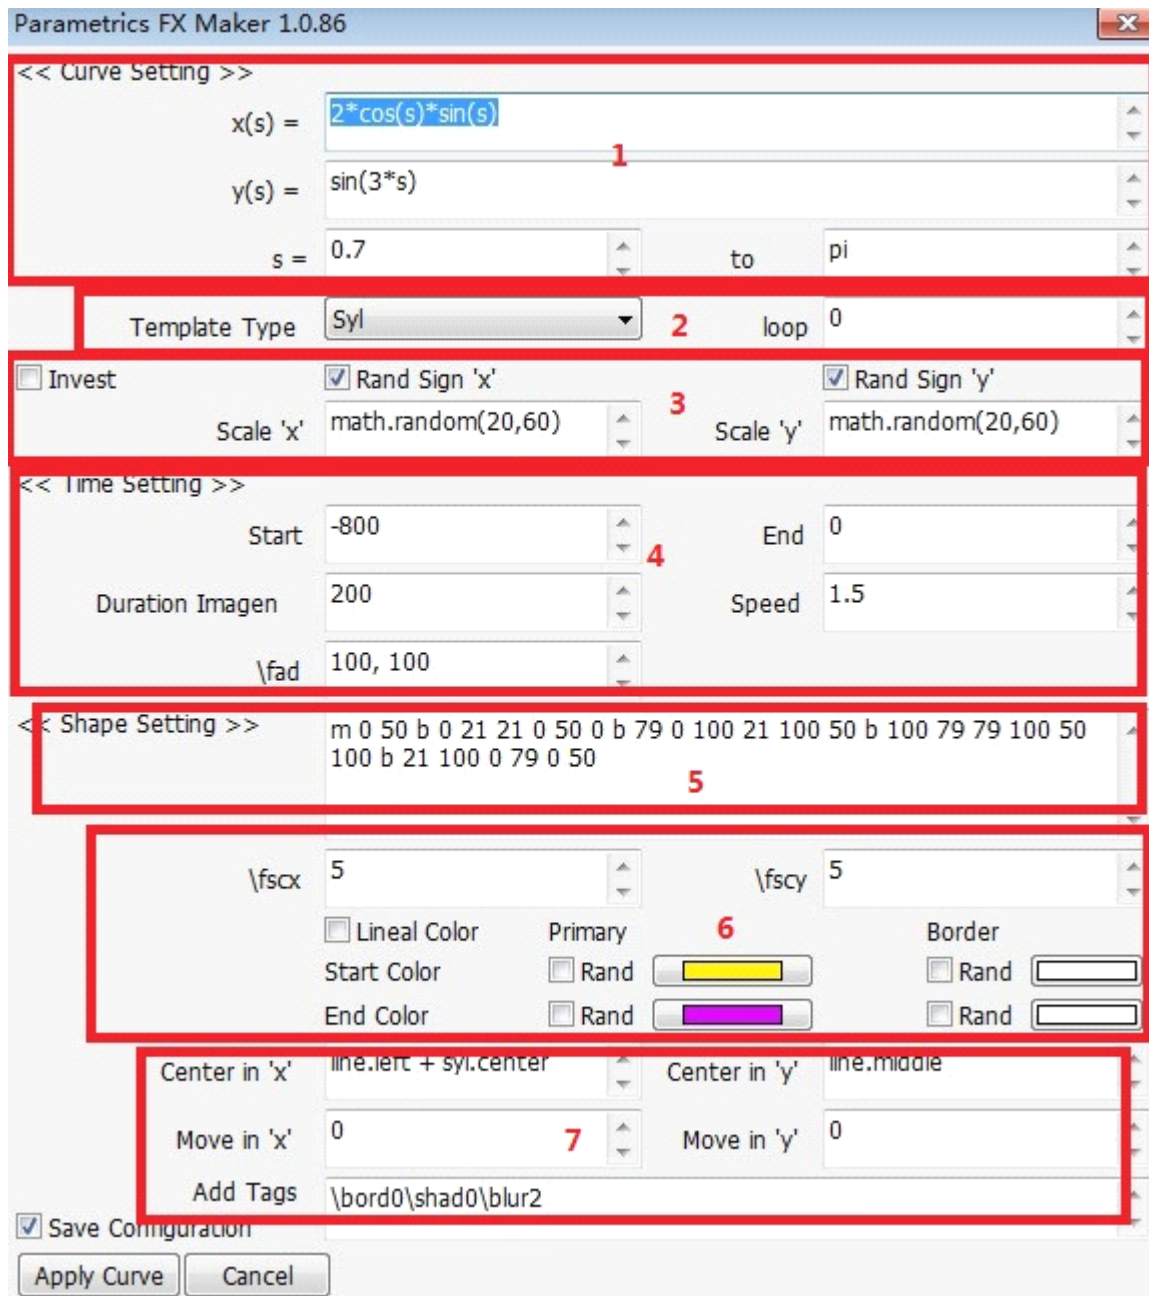 Parametrics FX Maker 1.0.86
<< Curve Setting >>
x(s) = 2*cos(s)*sin(s)
1
y(s) = sin(3*s)
s = 0.7 to pi
Template Type Syl 2 loop 0
Invest Rand Sign 'x' Rand Sign 'y'
3
Scale 'x' math.random(20,60) Scale 'y' math.random(20,60)
<< Time Setting >>
Start -800 End 0
4
Duration Imagen 200 Speed 1.5
\fad 100, 100
<< Shape Setting >> m 0 50 b 0 21 21 0 50 0 b 79 0 100 21 100 50 b 100 79 79 100 50
100 b 21 100 0 79 0 50
5
\fscx 5 \fscy 5
Lineal Color Primary 6 Border
Start Color Rand Rand
End Color Rand Rand
Center in 'x' line.left + syl.center Center in 'y' line.middle
Move in 'x' 0 7 Move in 'y' 0
Add Tags \bord0\shad0\blur2
Save Configuration
Apply Curve Cancel